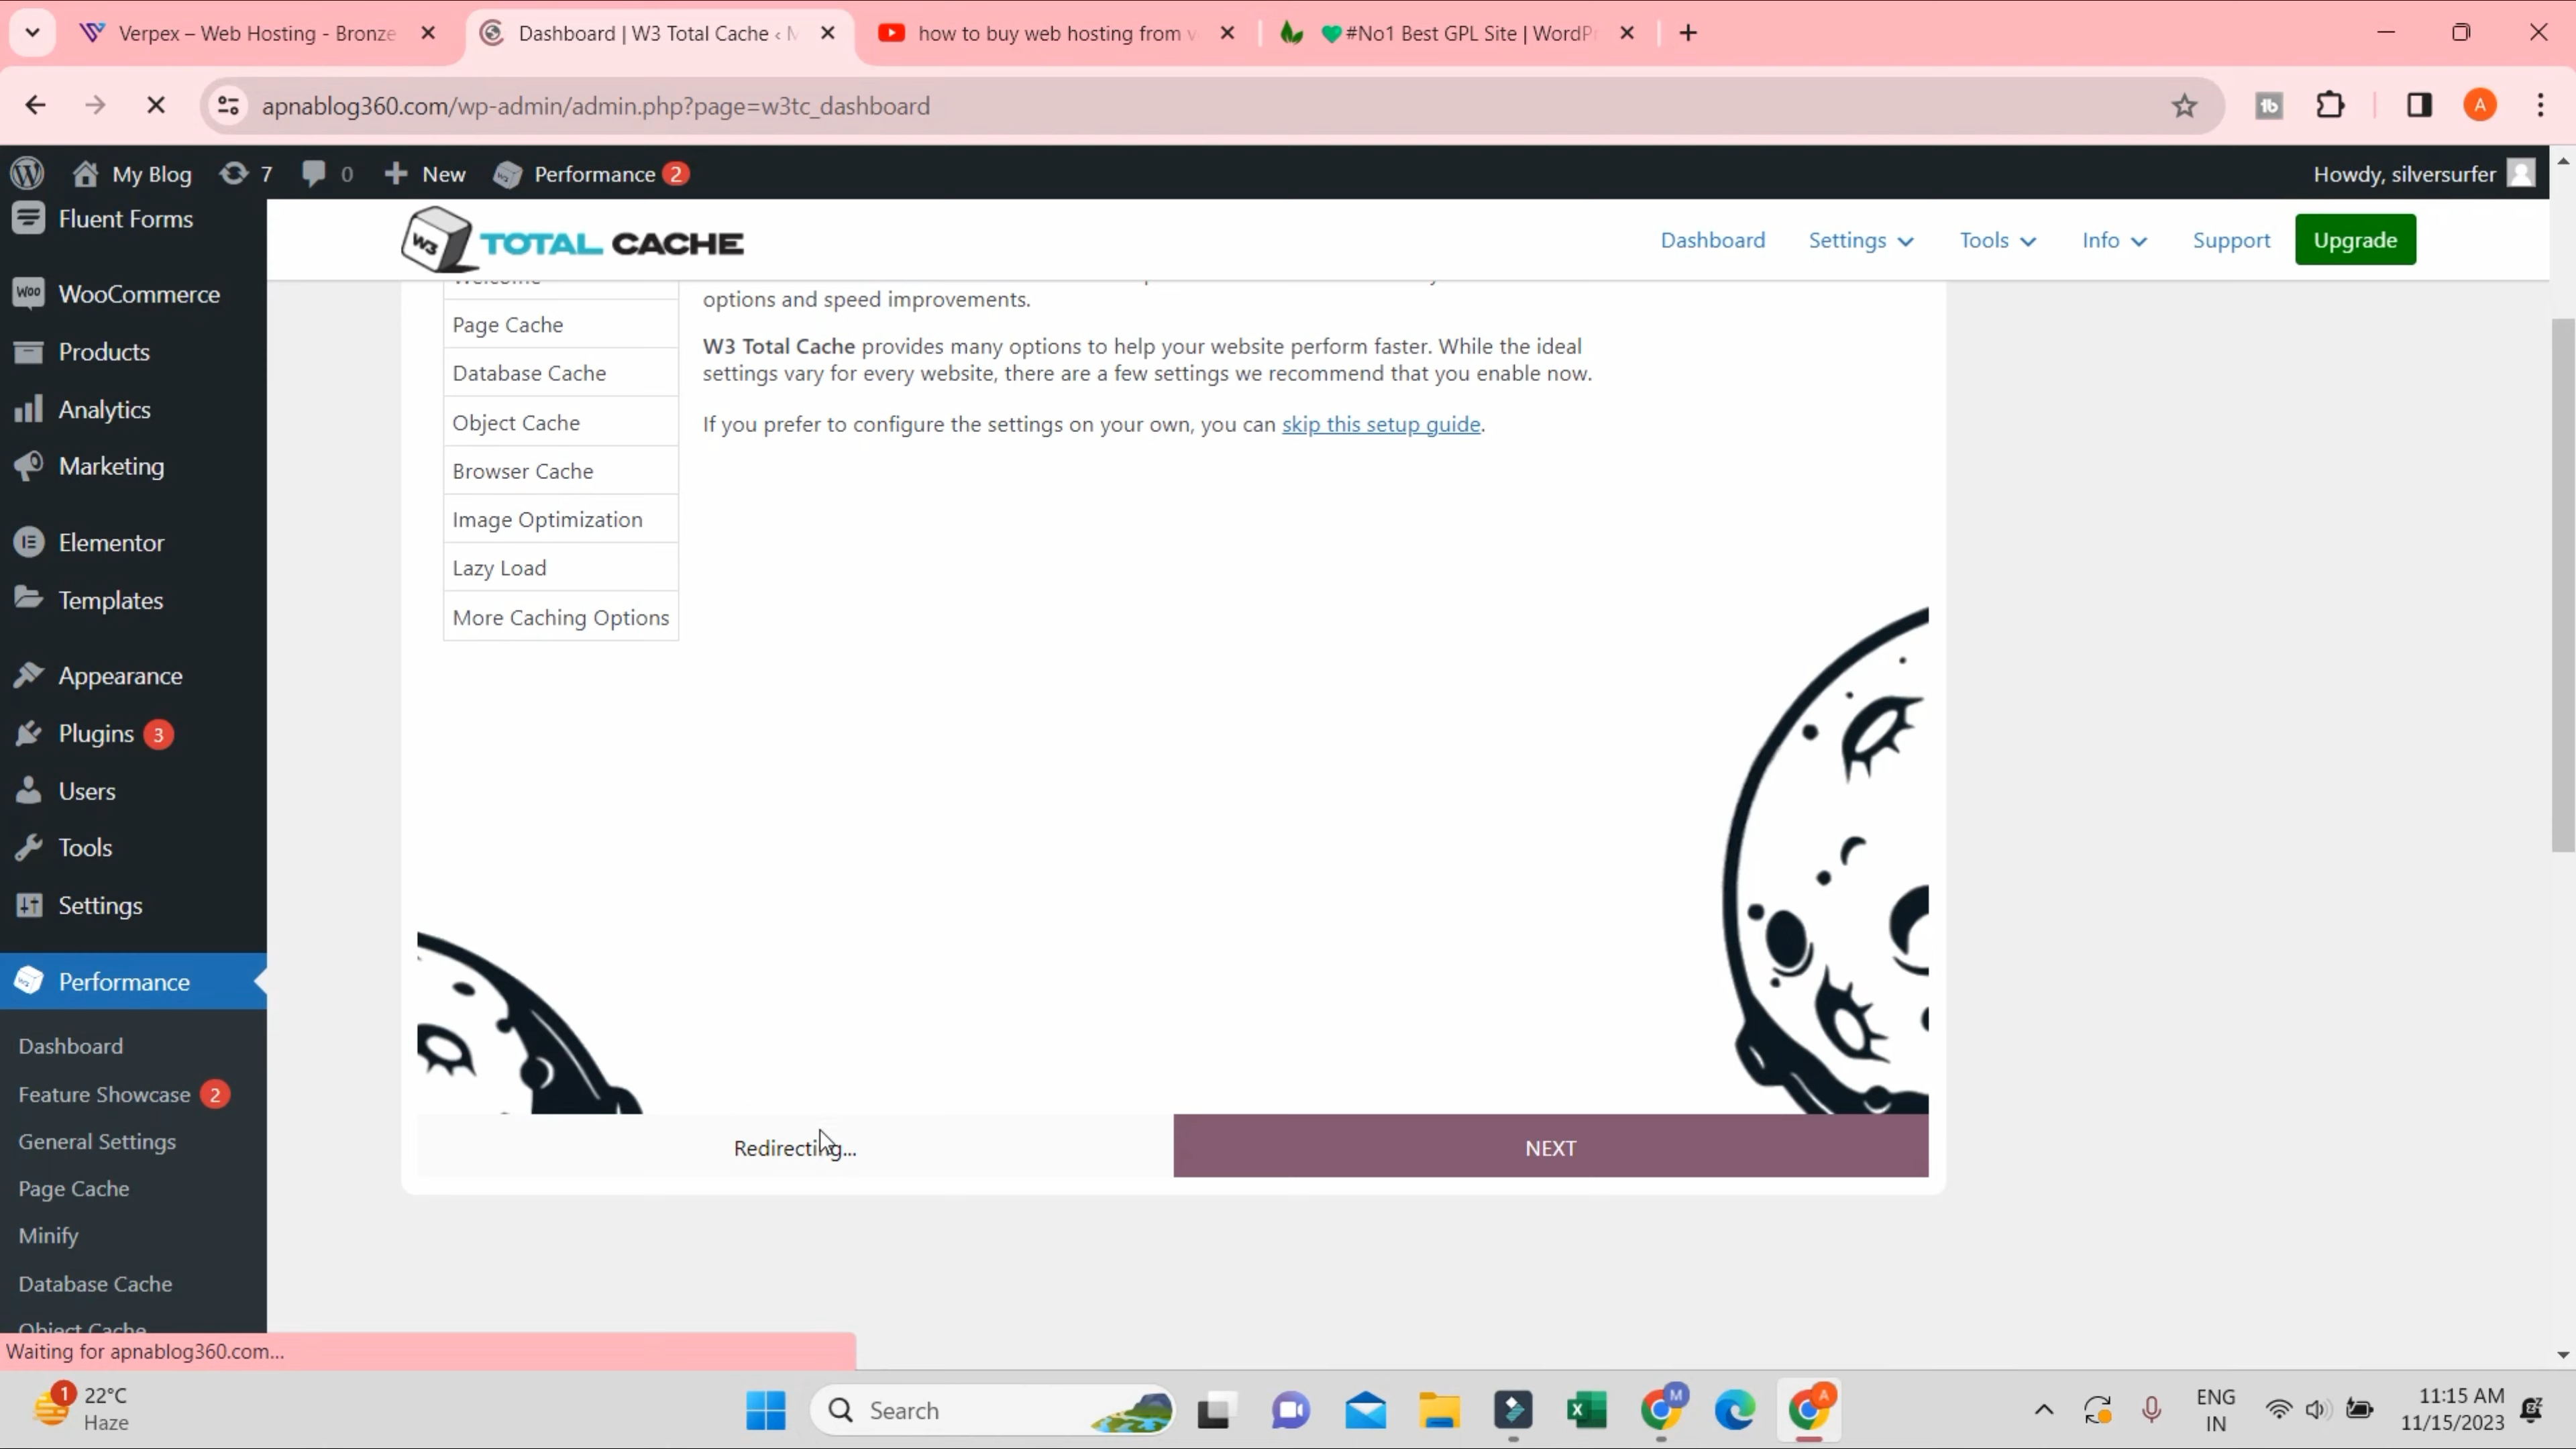 Verpex – Web Hosting - Bronze
Dashboard | W3 Total Cache ‹ M
how to buy web hosting from v
💚#No1 Best GPL Site | WordPr
apnablog360.com/wp-admin/admin.php?page=w3tc_dashboard
A
My Blog
7
0
New
Performance 2
Howdy, silversurfer
Fluent Forms
WooCommerce
Products
Analytics
Marketing
Elementor
Templates
Appearance
Plugins 3
Users
Tools
Settings
Performance
Dashboard
Feature Showcase 2
General Settings
Page Cache
Minify
Database Cache
Object Cache
W3 TOTAL CACHE
Dashboard
Settings
Tools
Info
Support
Upgrade
Welcome
Page Cache
Database Cache
Object Cache
Browser Cache
Image Optimization
Lazy Load
More Caching Options
options and speed improvements.
W3 Total Cache provides many options to help your website perform faster. While the ideal
settings vary for every website, there are a few settings we recommend that you enable now.
If you prefer to configure the settings on your own, you can skip this setup guide.
Redirecting...
NEXT
Waiting for apnablog360.com...
1
22°C
Haze
Search
M
A
ENG
IN
11:15 AM
11/15/2023